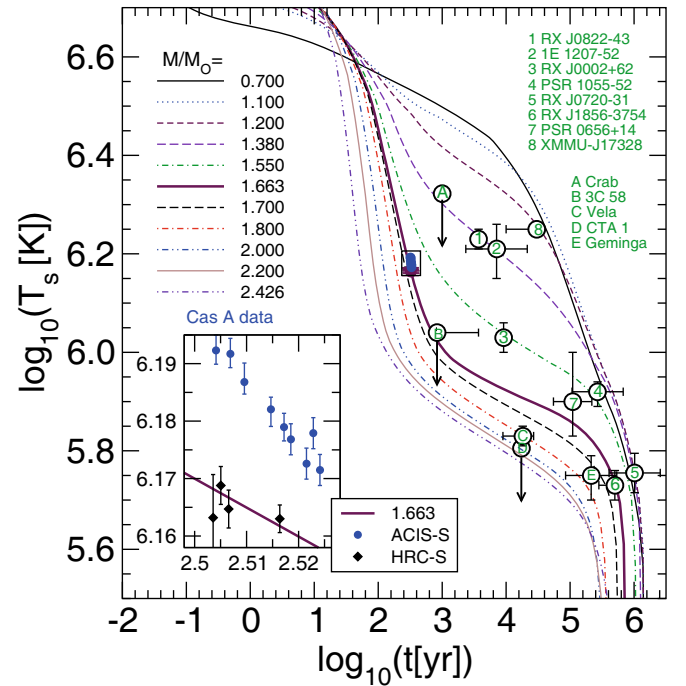 6.6
6.4
6.2
6.0
5.8
5.6
log10(Ts [K])
M/MO=
0.700
1.100
1.200
1.380
1.550
1.663
1.700
1.800
2.000
2.200
2.426
1 RX J0822-43
2 1E 1207-52
3 RX J0002+62
4 PSR 1055-52
5 RX J0720-31
6 RX J1856-3754
7 PSR 0656+14
8 XMMU-J17328
A Crab
B 3C 58
C Vela
D CTA 1
E Geminga
A
1
2
8
B
3
4
7
C
D
E
6
5
Cas A data
6.19
6.18
6.17
6.16
2.5 2.51 2.52
1.663
ACIS-S
HRC-S
-2 -1 0 1 2 3 4 5 6
log10(t[yr])